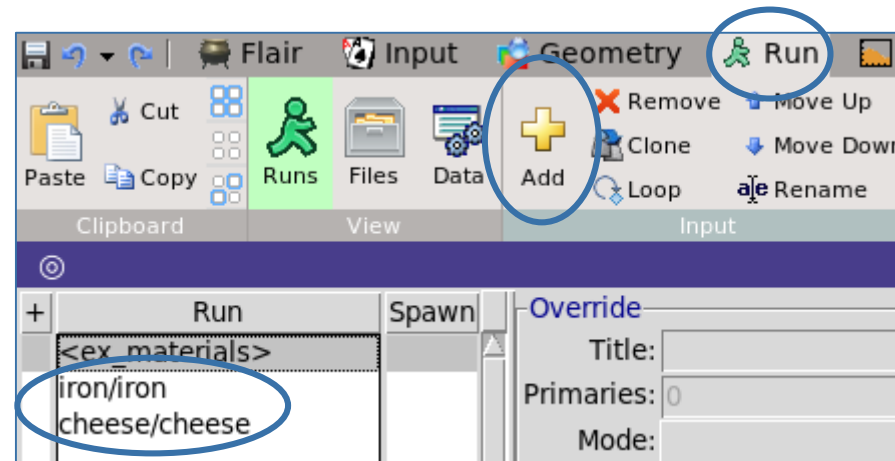 Flair Input Geometry Run
Cut Remove Move Up
Clone Move Down
Paste Copy Runs Files Data Add Loop a|e Rename
Clipboard View Input
+ Run Spawn Override
<ex_materials> Title:
iron/iron Primaries: 0
cheese/cheese Mode: